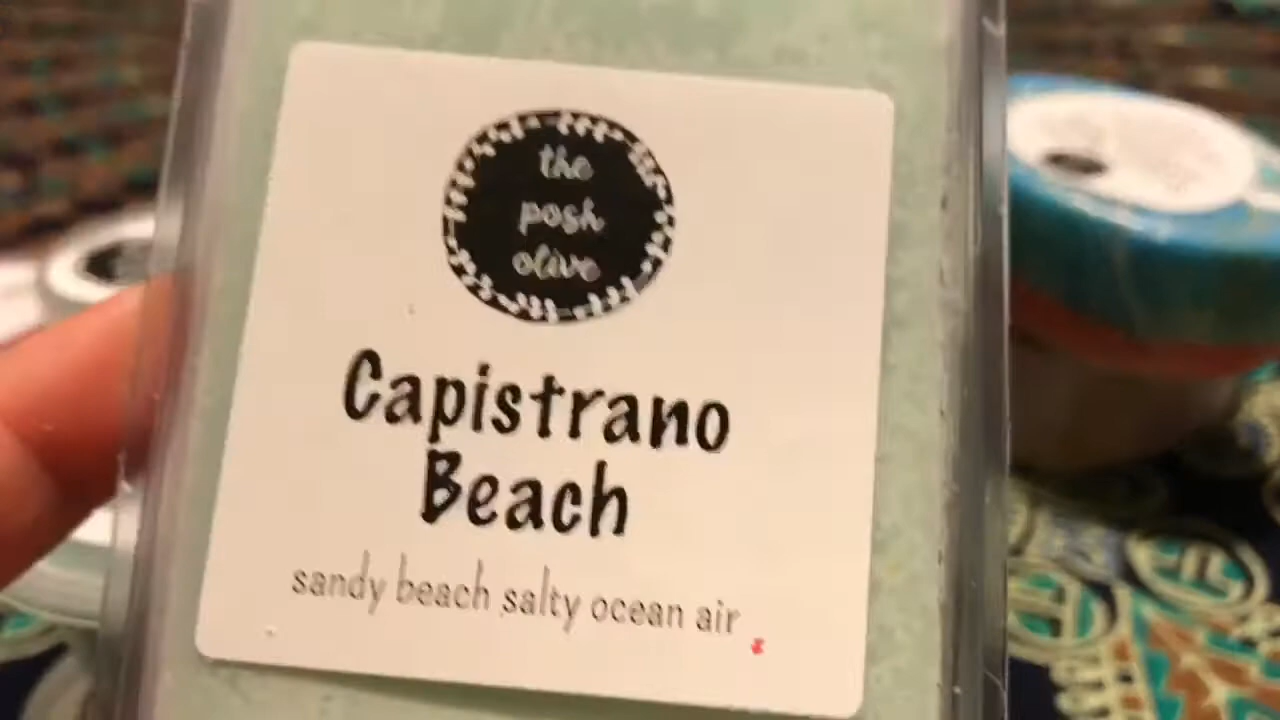 the
posh
olive
Capistrano
Beach
sandy beach salty ocean air